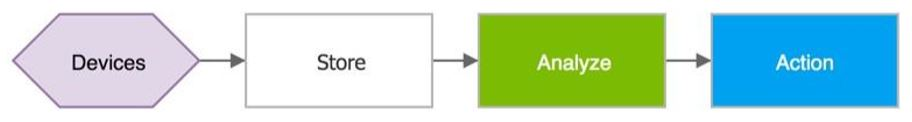 Devices
Store
Analyze
Action